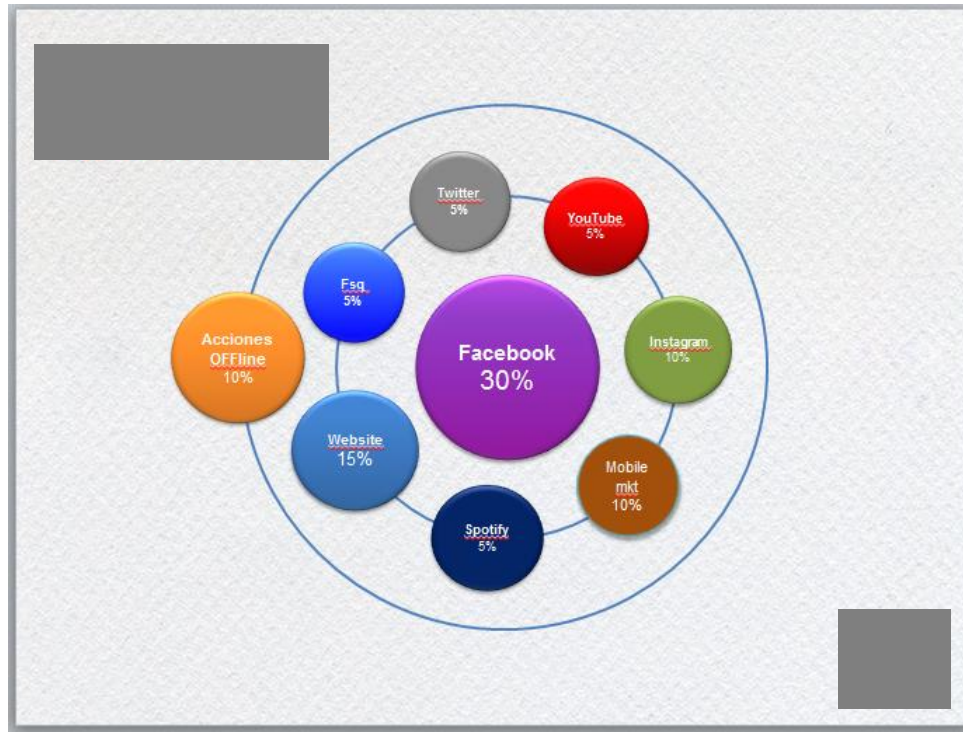 Twitter
5%
YouTube
5%
Fsq
5%
Acciones
OFFline
10%
Facebook
30%
Instagram
10%
Website
15%
Mobile
mkt
10%
Spotify
5%